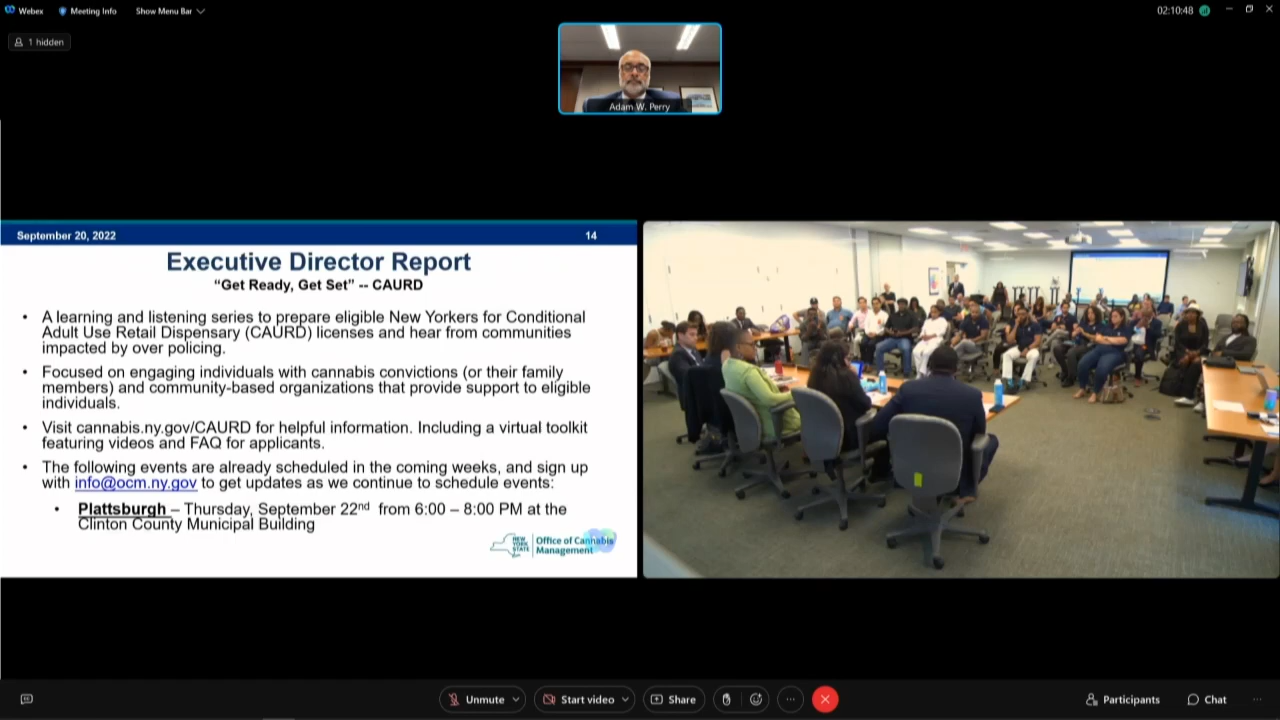 Webex
Meeting Info
Show Menu Bar
02:10:48
1 hidden
Adam W. Perry
September 20, 2022
14
Executive Director Report
“Get Ready, Get Set” -- CAURD
• A learning and listening series to prepare eligible New Yorkers for Conditional
Adult Use Retail Dispensary (CAURD) licenses and hear from communities
impacted by over policing.
• Focused on engaging individuals with cannabis convictions (or their family
members) and community-based organizations that provide support to eligible
individuals.
• Visit cannabis.ny.gov/CAURD for helpful information. Including a virtual toolkit
featuring videos and FAQ for applicants.
• The following events are already scheduled in the coming weeks, and sign up
with info@ocm.ny.gov to get updates as we continue to schedule events:
• Plattsburgh – Thursday, September 22nd from 6:00 – 8:00 PM at the
Clinton County Municipal Building
NEW
YORK
STATE
Office of Cannabis
Management
Unmute
Start video
Share
Participants
Chat